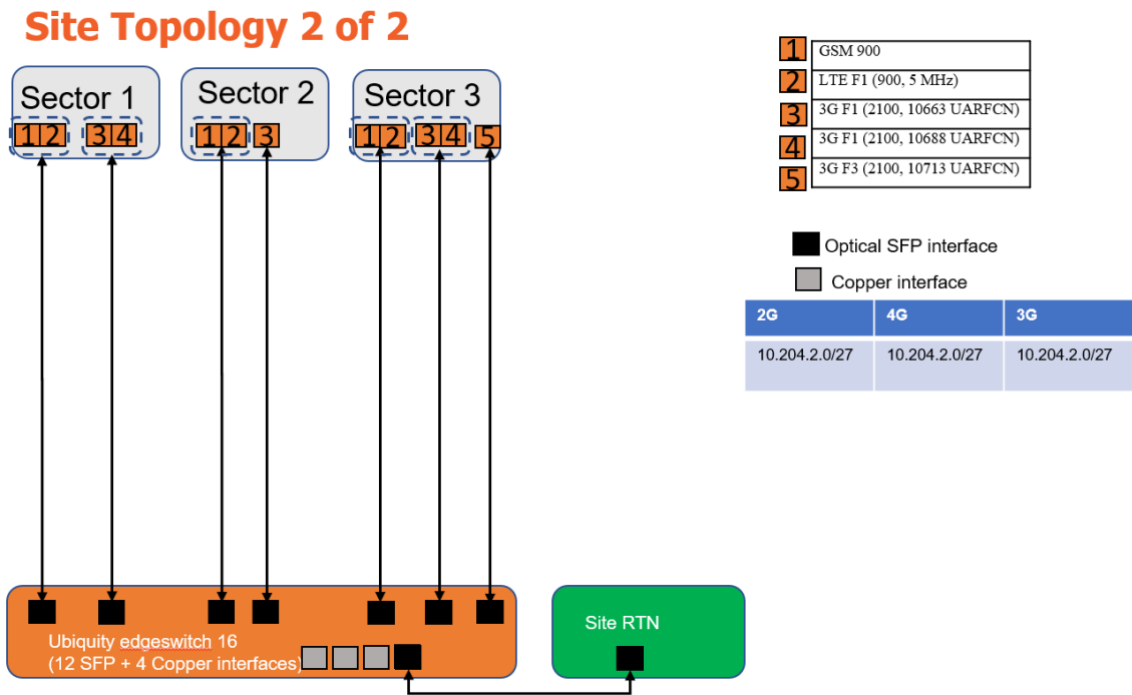 Site Topology 2 of 2
Sector 1
12
34
Sector 2
12
3
Sector 3
12
34
5
1 GSM 900
2 LTE F1 (900, 5 MHz)
3 3G F1 (2100, 10663 UARFCN)
4 3G F1 (2100, 10688 UARFCN)
5 3G F3 (2100, 10713 UARFCN)
Optical SFP interface
Copper interface
2G 4G 3G
10.204.2.0/27 10.204.2.0/27 10.204.2.0/27
Ubiquity edgeswitch 16
(12 SFP + 4 Copper interfaces)
Site RTN